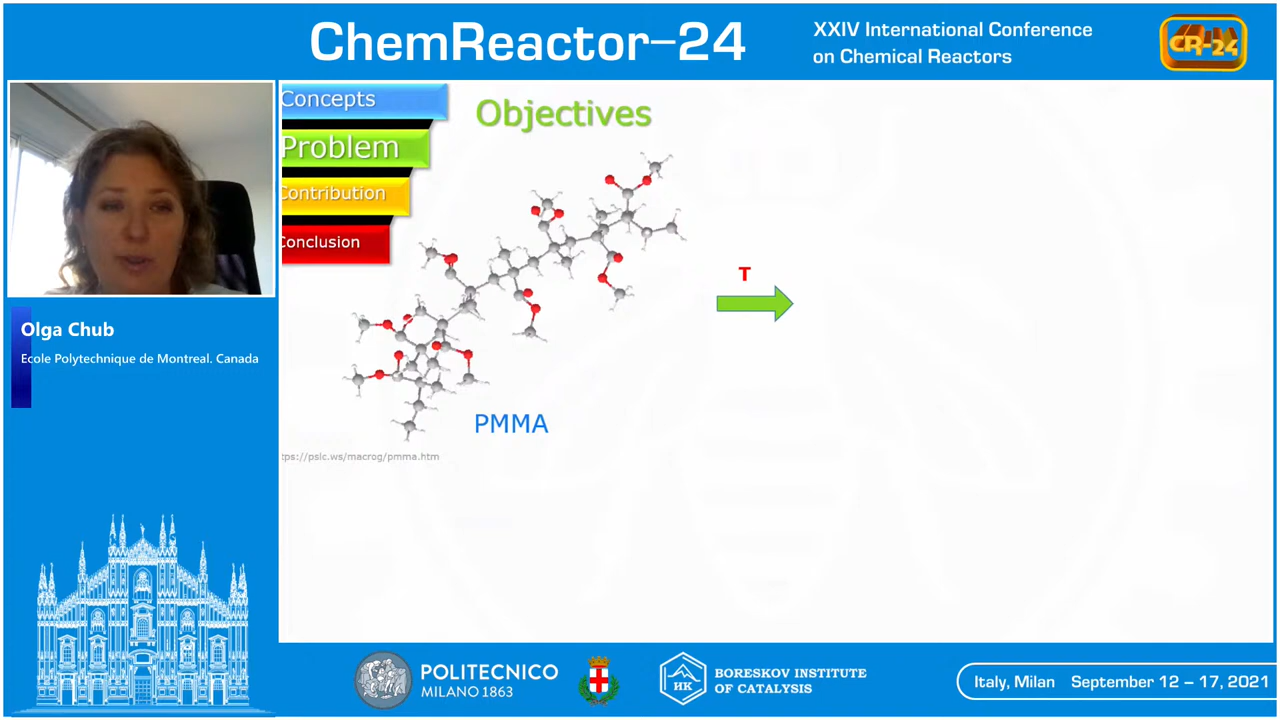 ChemReactor–24
XXIV International Conference
on Chemical Reactors
CR-24
Concepts
Problem
Contribution
Conclusion
Objectives
T
PMMA
tps://pslc.ws/macrog/pmma.htm
Olga Chub
Ecole Polytechnique de Montreal. Canada
POLITECNICO
MILANO 1863
НК
BORESKOV INSTITUTE
OF CATALYSIS
Italy, Milan September 12 – 17, 2021